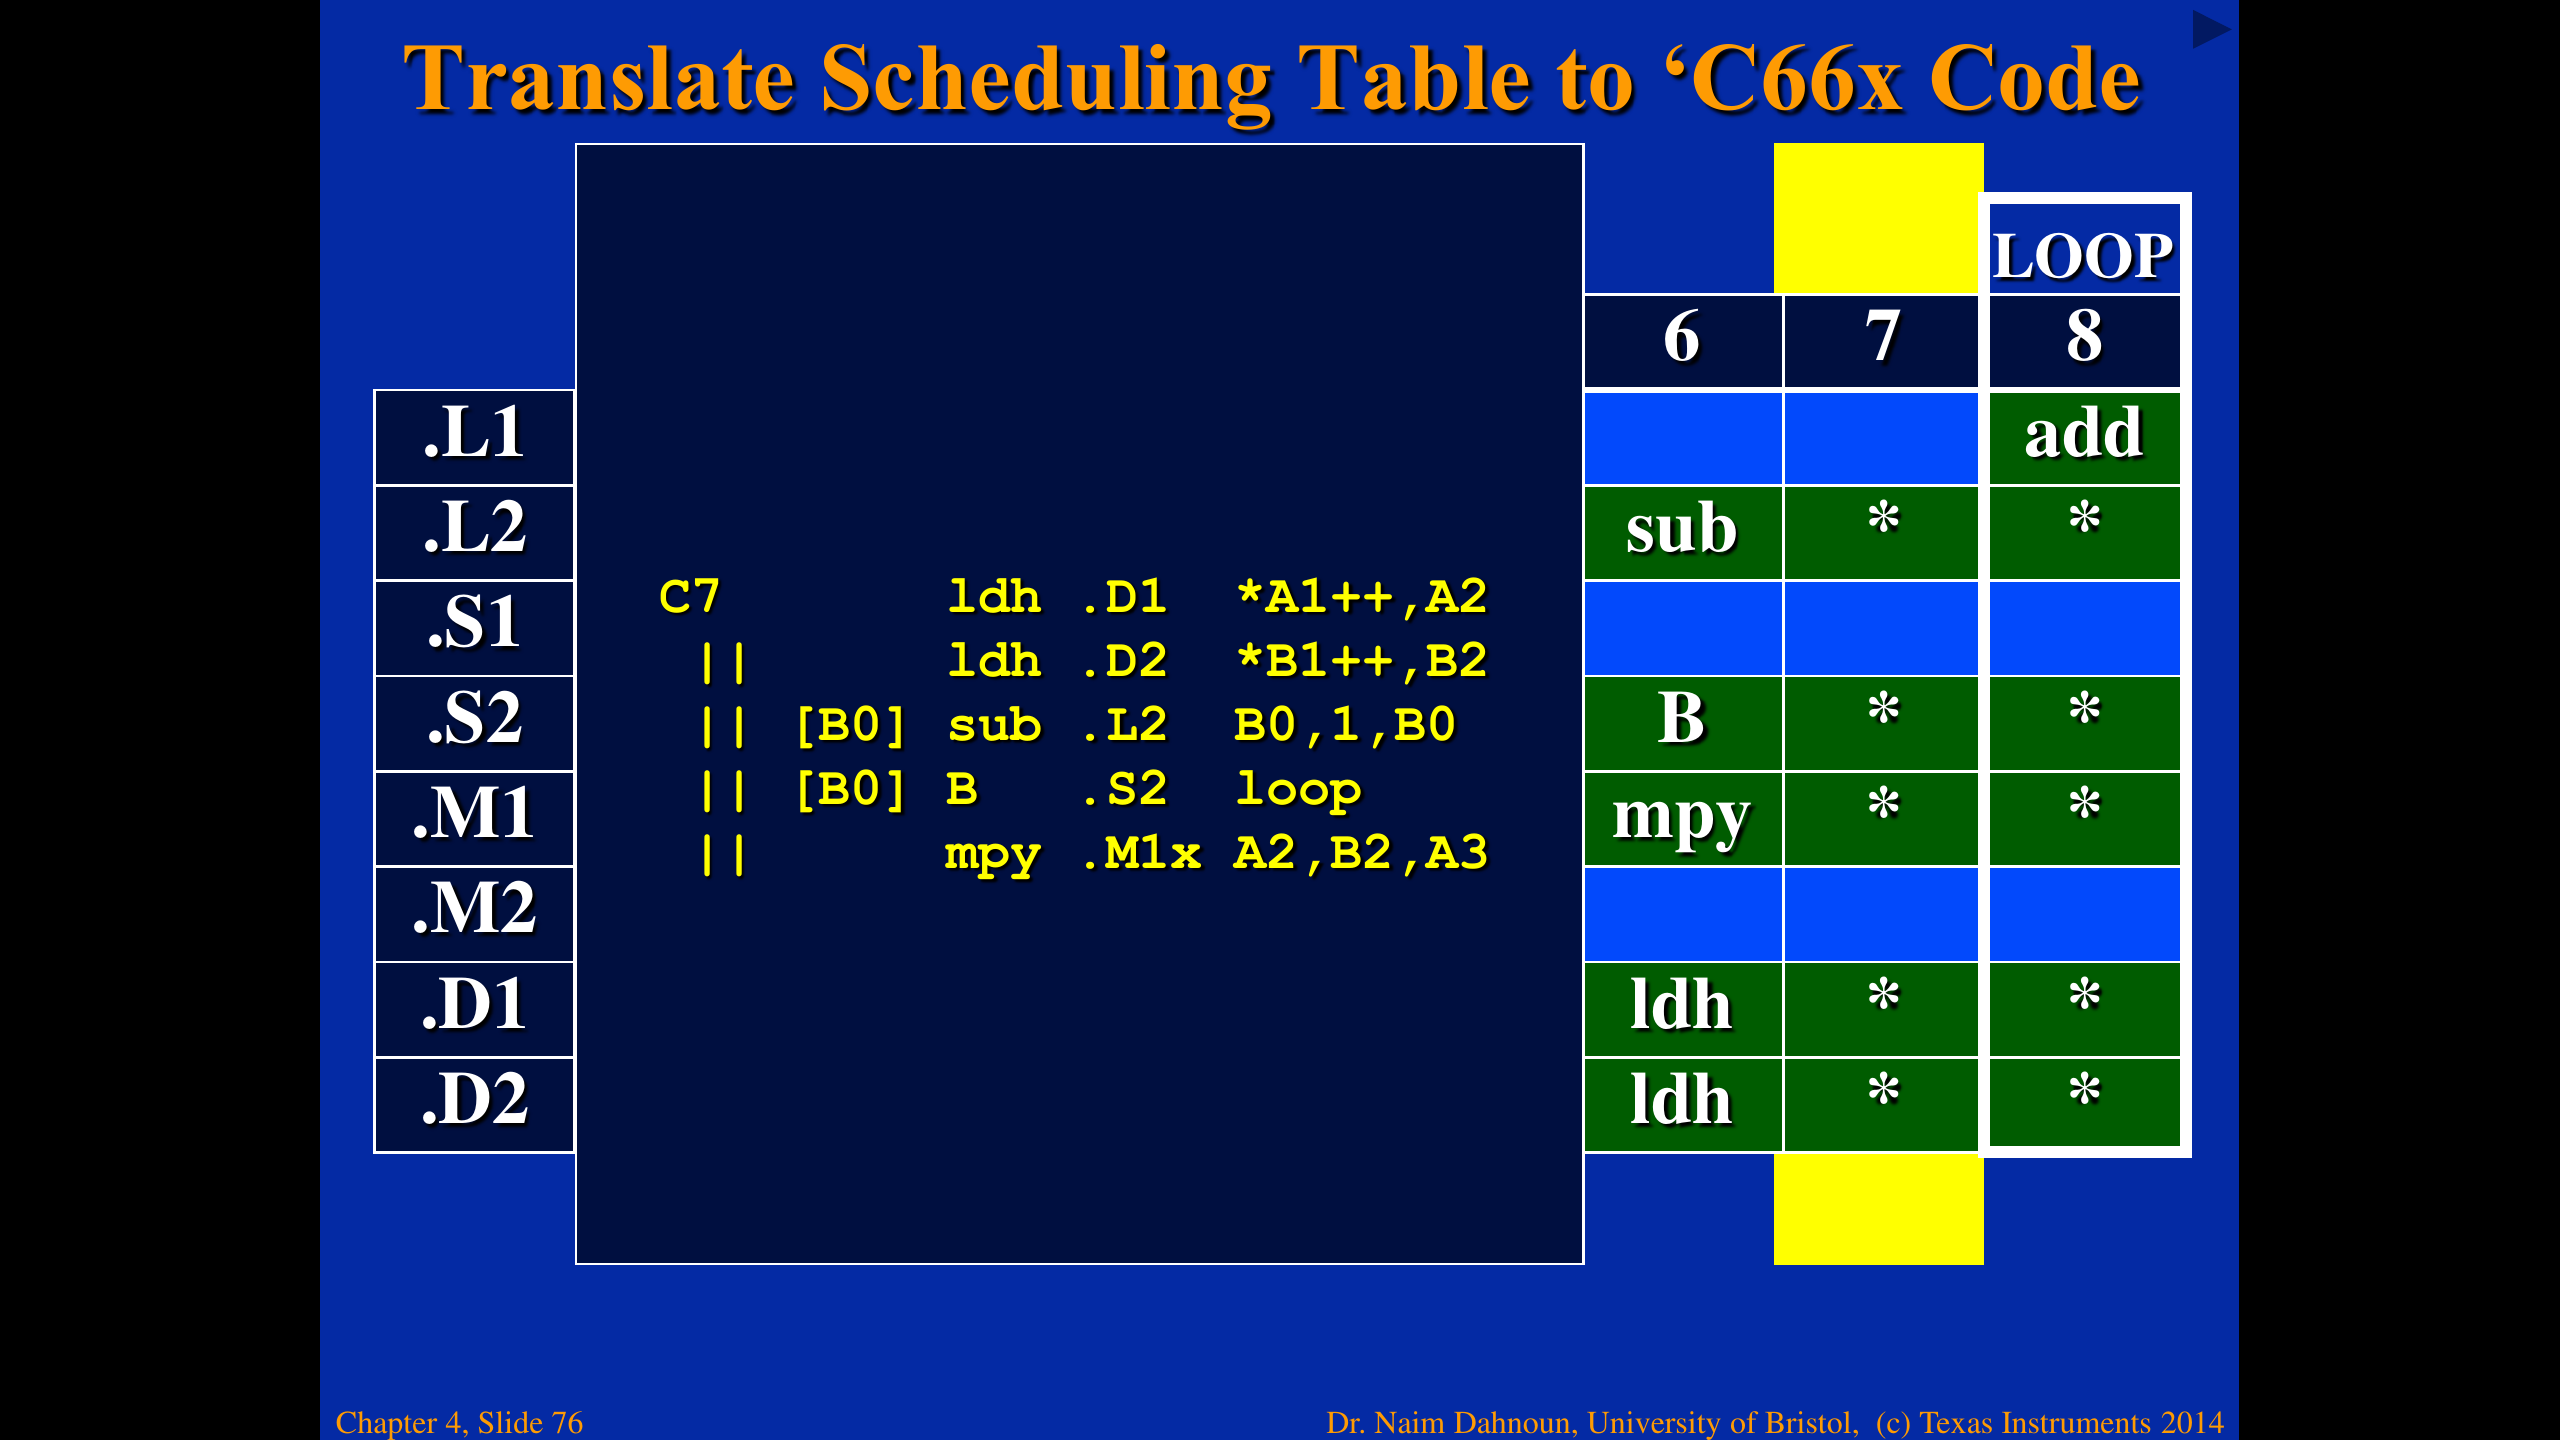 Translate Scheduling Table to ‘C66x Code
LOOP
6 7 8
.L1 add
.L2 sub * *
.S1
.S2 B * *
.M1 mpy * *
.M2
.D1 ldh * *
.D2 ldh * *
C7 ldh .D1 *A1++,A2
|| ldh .D2 *B1++,B2
|| [B0] sub .L2 B0,1,B0
|| [B0] B .S2 loop
|| mpy .M1x A2,B2,A3
Chapter 4, Slide 76
Dr. Naim Dahnoun, University of Bristol, (c) Texas Instruments 2014